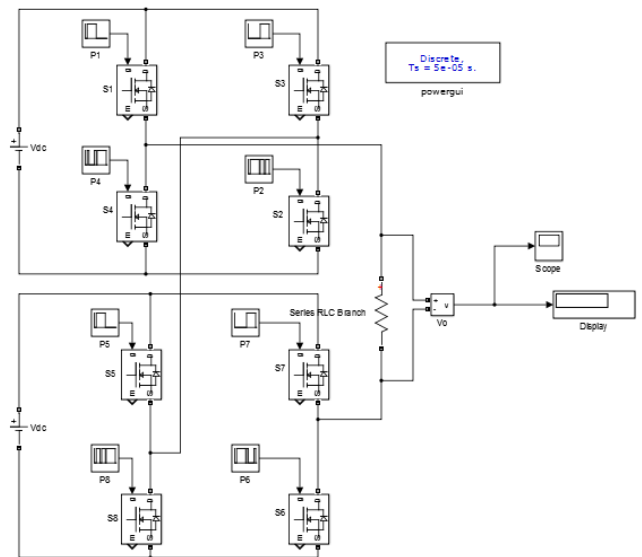 P1
P3
S1
S3
Discrete,
Ts = 5e-05 s.
powergui
Vdc
P4
P2
S4
S2
Scope
Series RLC Branch
+
-
v
Vo
Display
P5
P7
S5
S7
Vdc
P8
P6
S8
S6